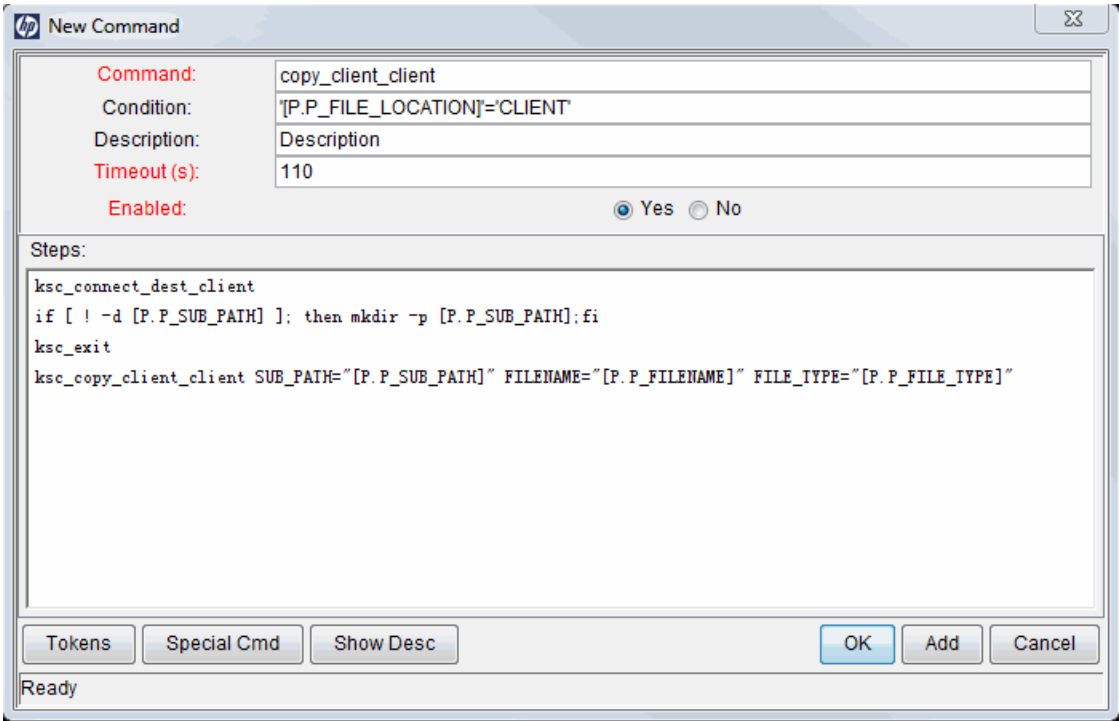 hp New Command
Command: copy_client_client
Condition: '[P.P_FILE_LOCATION]'='CLIENT'
Description: Description
Timeout (s): 110
Enabled: Yes No
Steps:
ksc_connect_dest_client
if [ ! -d [P.P_SUB_PATH] ]; then mkdir -p [P.P_SUB_PATH];fi
ksc_exit
ksc_copy_client_client SUB_PATH="[P.P_SUB_PATH]" FILENAME="[P.P_FILENAME]" FILE_TYPE="[P.P_FILE_TYPE]"
Tokens Special Cmd Show Desc OK Add Cancel
Ready